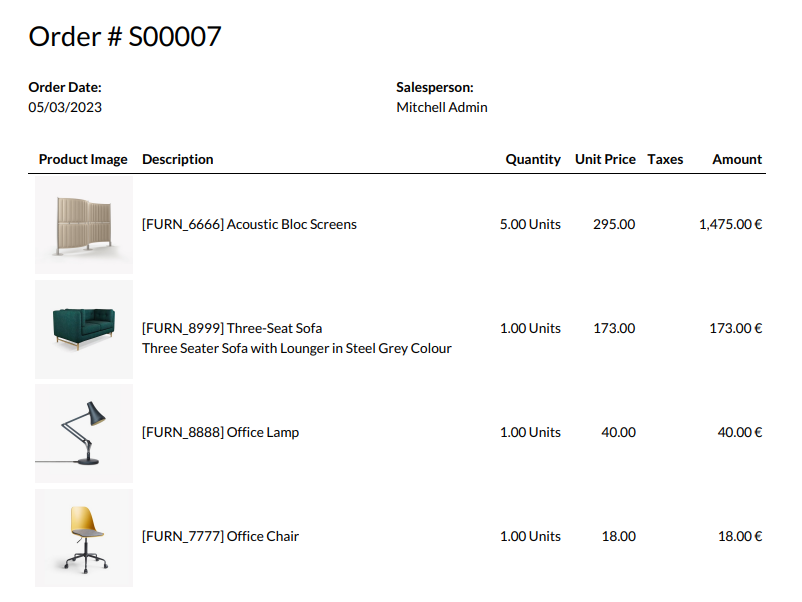 Order # S00007
Order Date: Salesperson:
05/03/2023 Mitchell Admin
Product Image Description Quantity Unit Price Taxes Amount
[FURN_6666] Acoustic Bloc Screens 5.00 Units 295.00 1,475.00 €
[FURN_8999] Three-Seat Sofa 1.00 Units 173.00 173.00 €
Three Seater Sofa with Lounger in Steel Grey Colour
[FURN_8888] Office Lamp 1.00 Units 40.00 40.00 €
[FURN_7777] Office Chair 1.00 Units 18.00 18.00 €